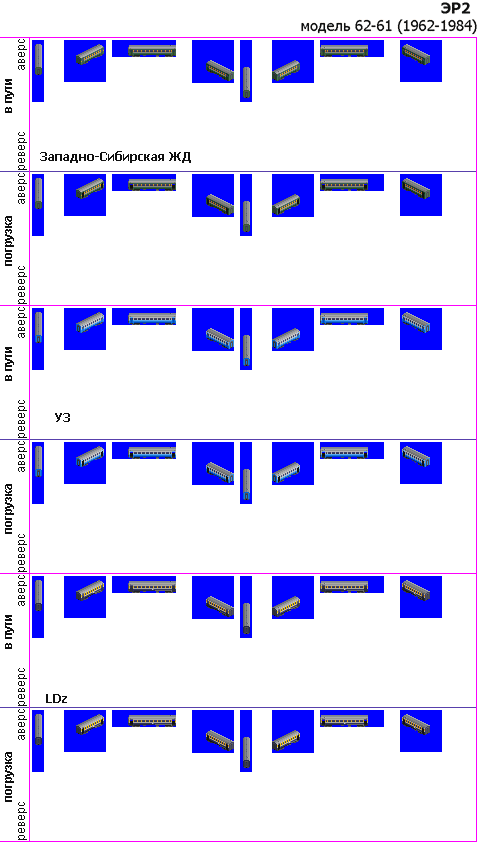 ЭР2
модель 62-61 (1962-1984)
аверс
в пути
реверс
Западно-Сибирская ЖД
аверс
погрузка
реверс
аверс
в пути
реверс
УЗ
аверс
погрузка
реверс
аверс
в пути
реверс
LDz
аверс
погрузка
реверс